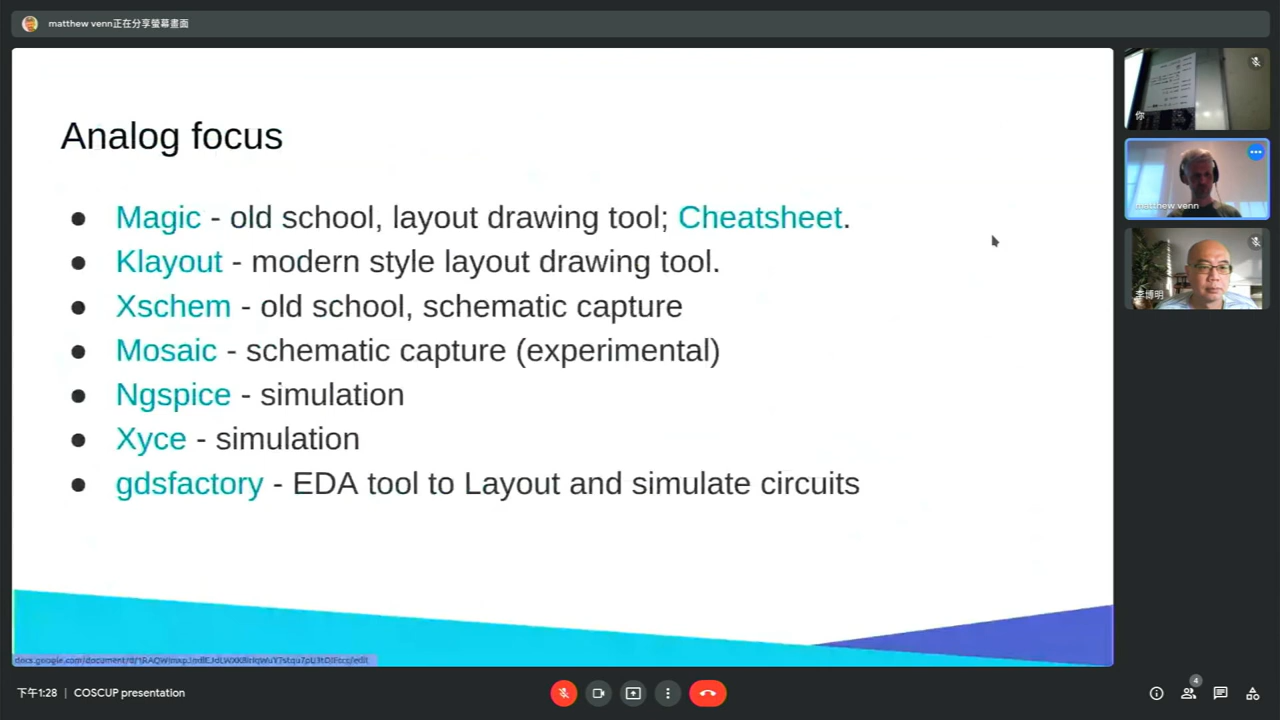 matthew venn正在分享螢幕畫面
Analog focus
● Magic - old school, layout drawing tool; Cheatsheet.
● Klayout - modern style layout drawing tool.
● Xschem - old school, schematic capture
● Mosaic - schematic capture (experimental)
● Ngspice - simulation
● Xyce - simulation
● gdsfactory - EDA tool to Layout and simulate circuits
你
matthew venn
李博明
下午1:28 | COSCUP presentation
4